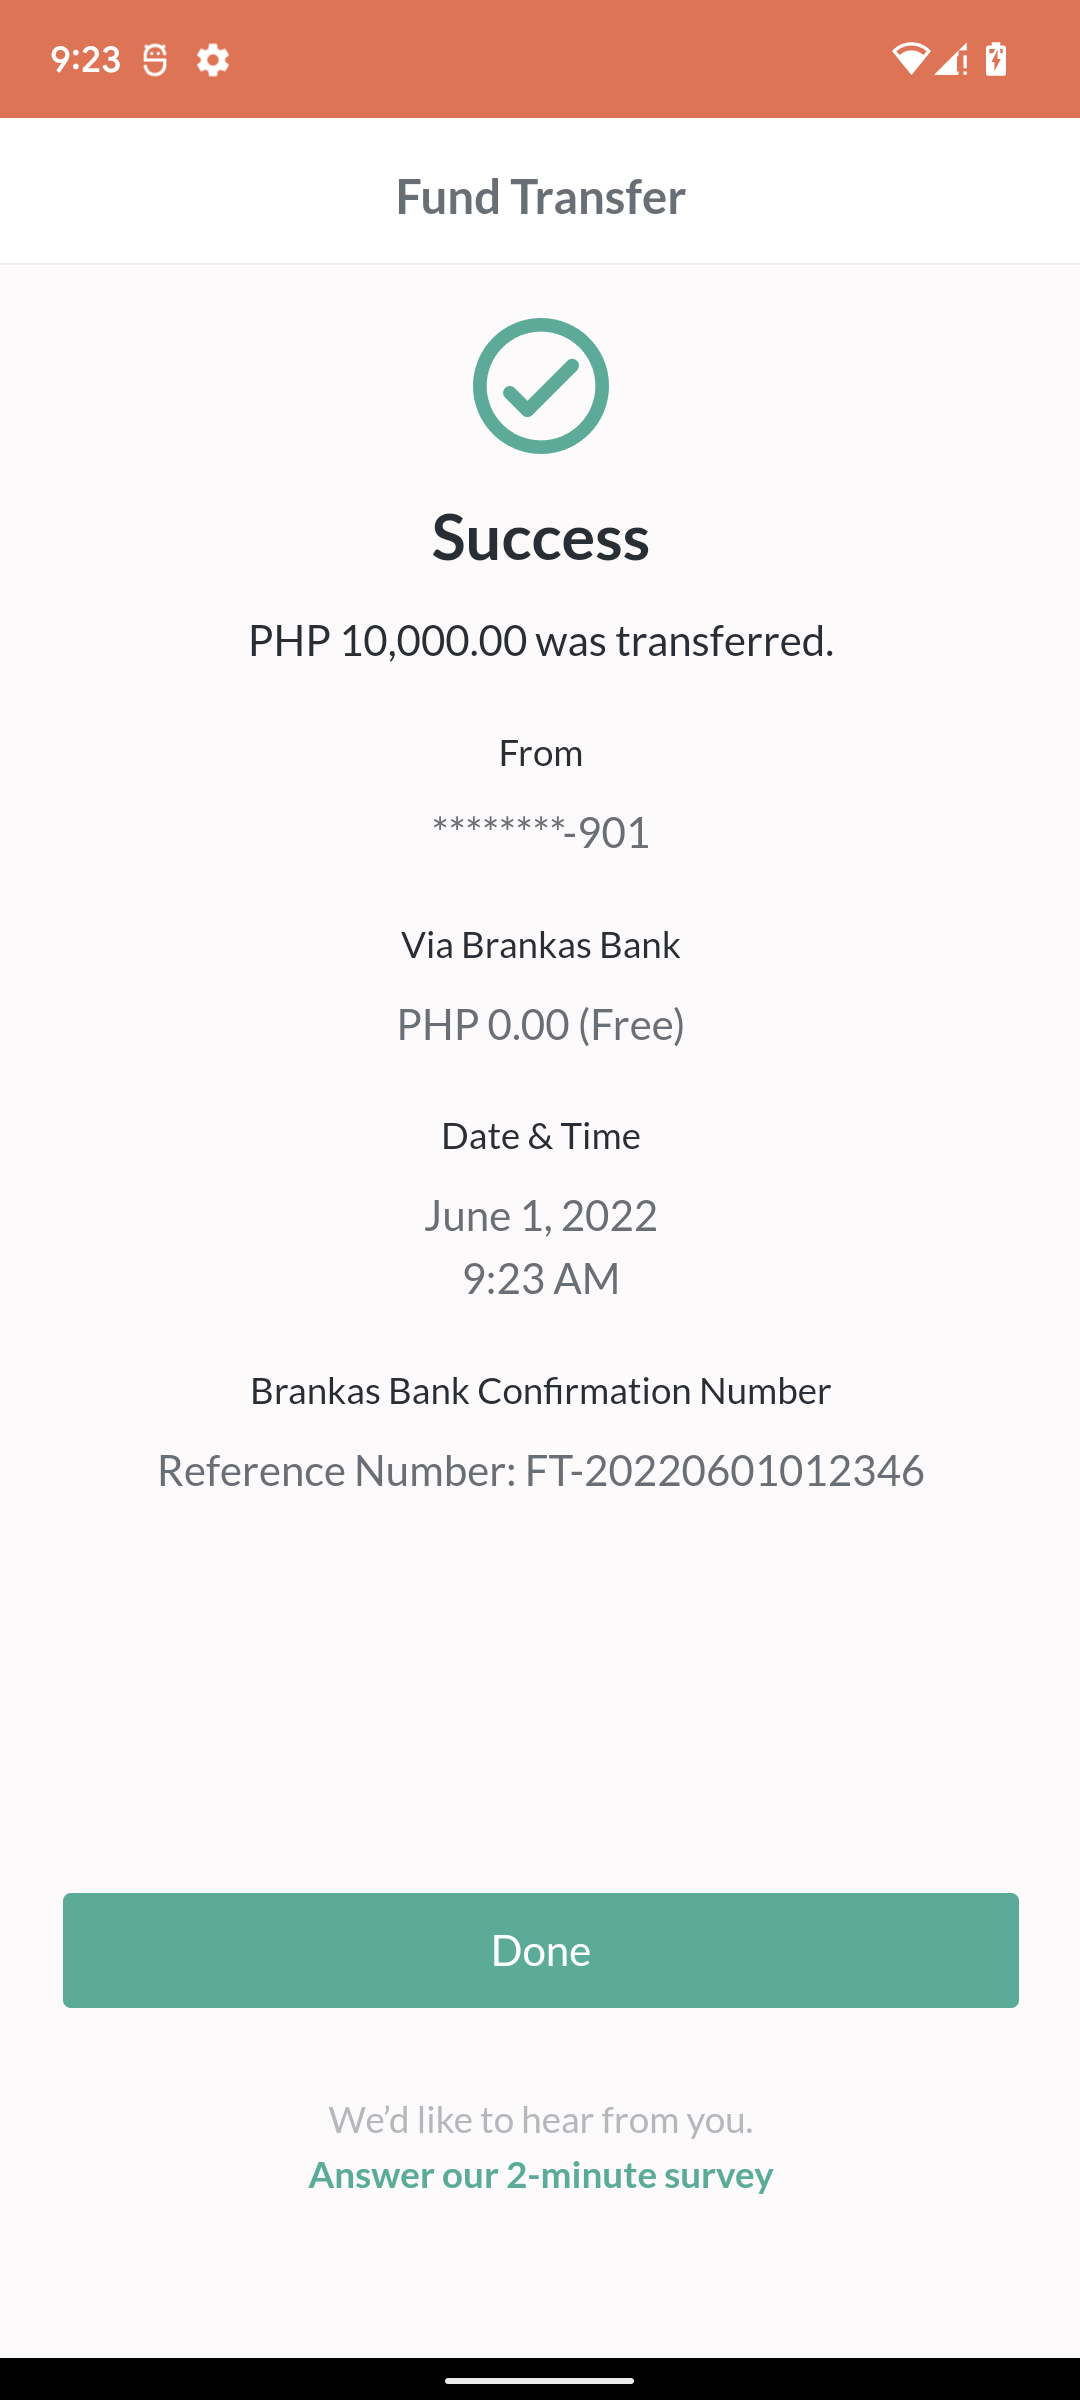 9:23
Fund Transfer
Success
PHP 10,000.00 was transferred.
From
********-901
Via Brankas Bank
PHP 0.00 (Free)
Date & Time
June 1, 2022
9:23 AM
Brankas Bank Confirmation Number
Reference Number: FT-20220601012346
Done
We’d like to hear from you.
Answer our 2-minute survey